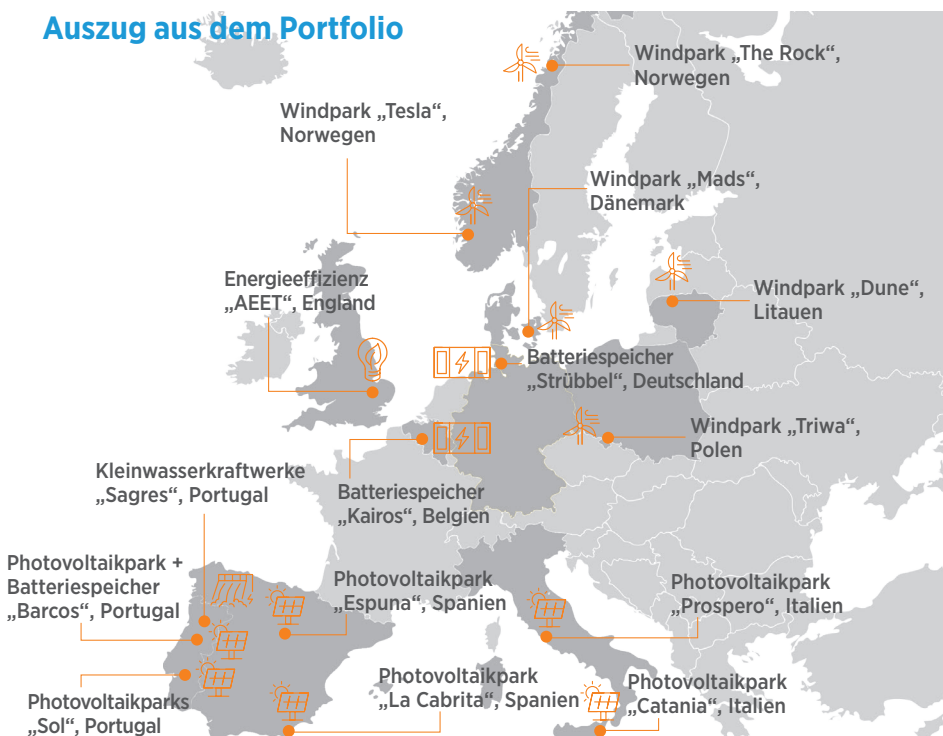 Auszug aus dem Portfolio
Windpark „The Rock“,
Norwegen
Windpark „Tesla“,
Norwegen
Windpark „Mads“,
Dänemark
Energieeffizienz
„AEET“, England
Windpark „Dune“,
Litauen
Batteriespeicher
„Strübbel“, Deutschland
Windpark „Triwa“,
Polen
Kleinwasserkraftwerke
„Sagres“, Portugal
Batteriespeicher
„Kairos“, Belgien
Photovoltaikpark +
Batteriespeicher
„Barcos“, Portugal
Photovoltaikpark
„Espuna“, Spanien
Photovoltaikpark
„Prospero“, Italien
Photovoltaikparks
„Sol“, Portugal
Photovoltaikpark
„La Cabrita“, Spanien
Photovoltaikpark
„Catania“, Italien